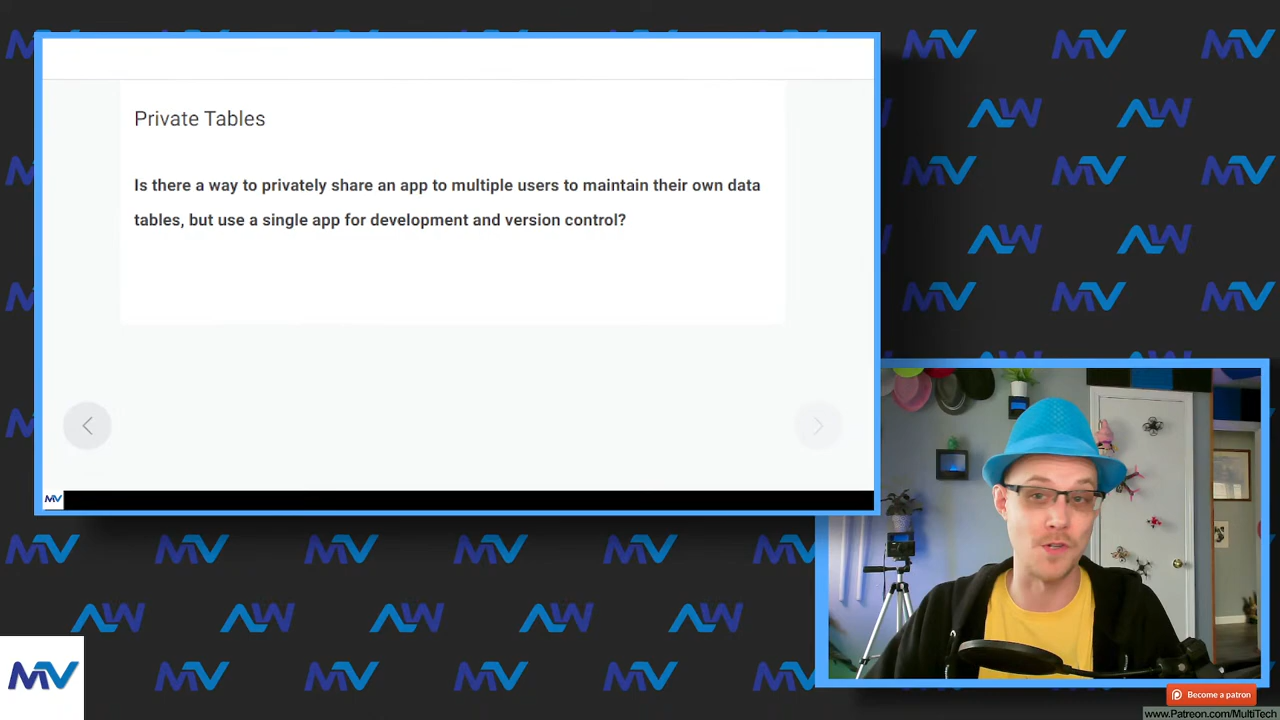 Private Tables
Is there a way to privately share an app to multiple users to maintain their own data
tables, but use a single app for development and version control?
MV
Become a patron
www.Patreon.com/MultiTech